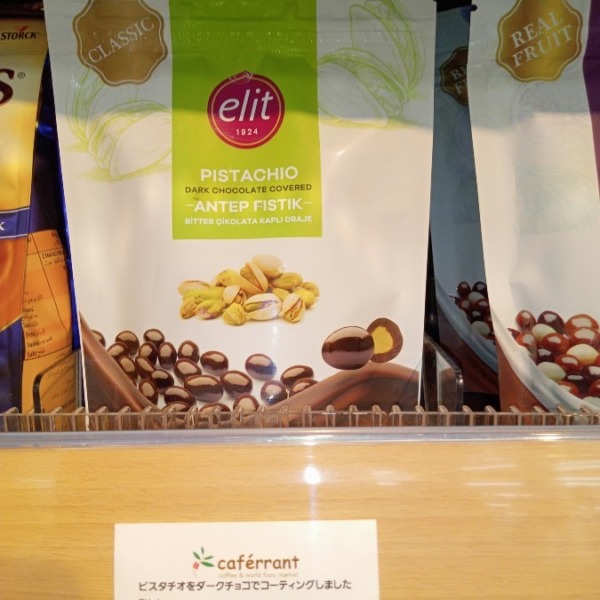 STORCK
CLASSIC
REAL
FRUIT
elit
1924
PISTACHIO
DARK CHOCOLATE COVERED
ANTEP FISTIK
BITTER ÇİKOLATA KAPLI DRAJE
caférrant
coffee & world food market
ピスタチオをダークチョコでコーティングしました